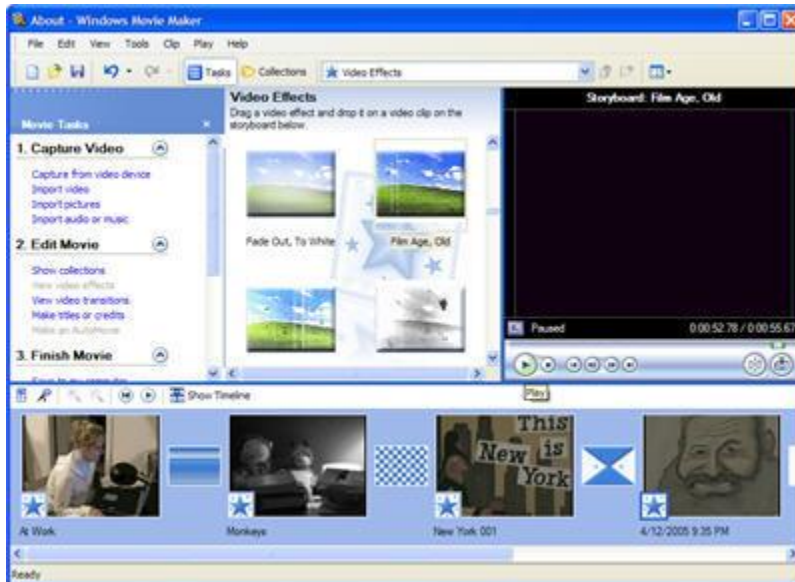 About - Windows Movie Maker
File Edit View Tools Clip Play Help
Tasks Collections Video Effects
Movie Tasks
1. Capture Video
Capture from video device
Import video
Import pictures
Import audio or music
2. Edit Movie
Show collections
View video effects
View video transitions
Make titles or credits
Make an AutoMovie
3. Finish Movie
Save to my computer
Video Effects
Drag a video effect and drop it on a video clip on the
storyboard below.
Fade Out, To White
Film Age, Old
Storyboard: Film Age, Old
Paused 0:00:52.78 / 0:00:55.67
Play
Show Timeline
This
New is
York
At Work
Monkeys
New York 001
4/12/2005 9:35 PM
Ready